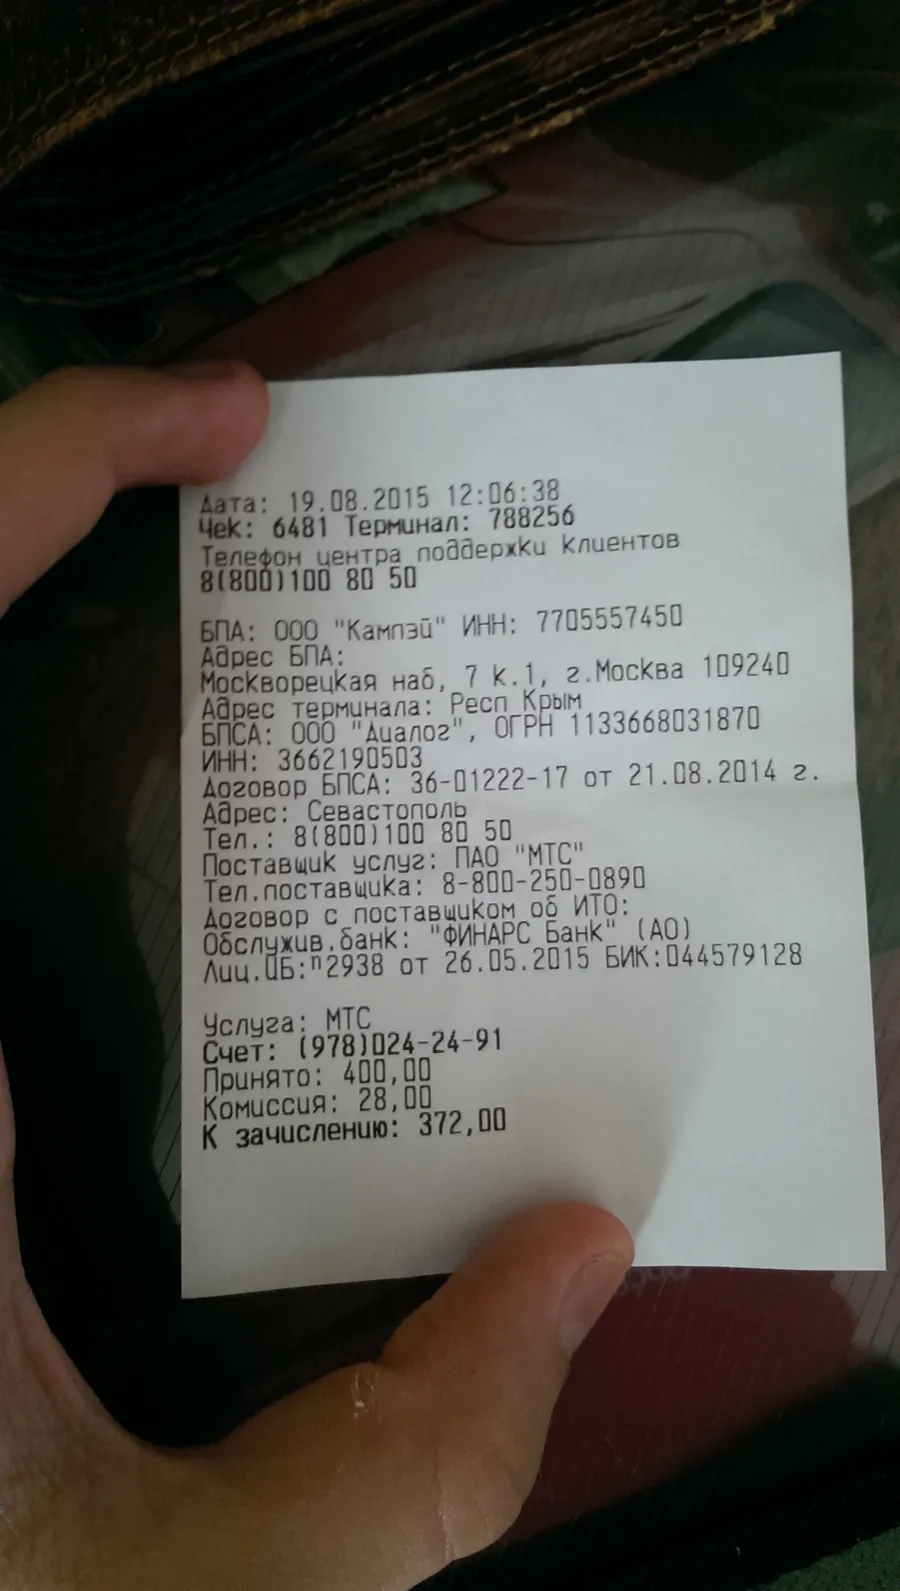 Дата: 19.08.2015 12:06:38
Чек: 6481 Терминал: 788256
Телефон центра поддержки клиентов
8(800)100 80 50
БПА: ООО "Кампэй" ИНН: 7705557450
Адрес БПА:
Москворецкая наб, 7 к.1, г.Москва 109240
Адрес терминала: Респ Крым
БПСА: ООО "Диалог", ОГРН 1133668031870
ИНН: 3662190503
Договор БПСА: 36-01222-17 от 21.08.2014 г.
Адрес: Севастополь
Тел.: 8(800)100 80 50
Поставщик услуг: ПАО "МТС"
Тел.поставщика: 8-800-250-0890
Договор с поставщиком об ИТО:
Обслужив.банк: "ФИНАРС Банк" (АО)
Лиц.ЦБ:п2938 от 26.05.2015 БИК:044579128
Услуга: МТС
Счет: (978)024-24-91
Принято: 400,00
Комиссия: 28,00
К зачислению: 372,00